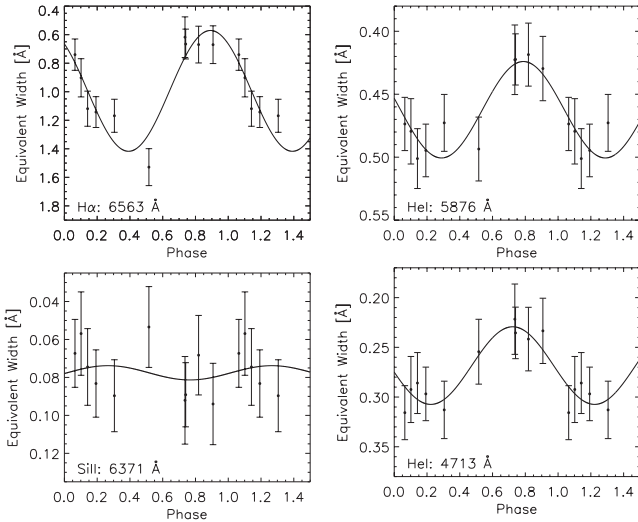 0.4
0.6
0.8
1.0
1.2
1.4
1.6
1.8
Equivalent Width [Å]
Hα: 6563 Å
0.0 0.2 0.4 0.6 0.8 1.0 1.2 1.4
Phase
0.40
0.45
0.50
0.55
Equivalent Width [Å]
HeI: 5876 Å
0.0 0.2 0.4 0.6 0.8 1.0 1.2 1.4
Phase
0.04
0.06
0.08
0.10
0.12
Equivalent Width [Å]
SiII: 6371 Å
0.0 0.2 0.4 0.6 0.8 1.0 1.2 1.4
Phase
0.20
0.25
0.30
0.35
Equivalent Width [Å]
HeI: 4713 Å
0.0 0.2 0.4 0.6 0.8 1.0 1.2 1.4
Phase